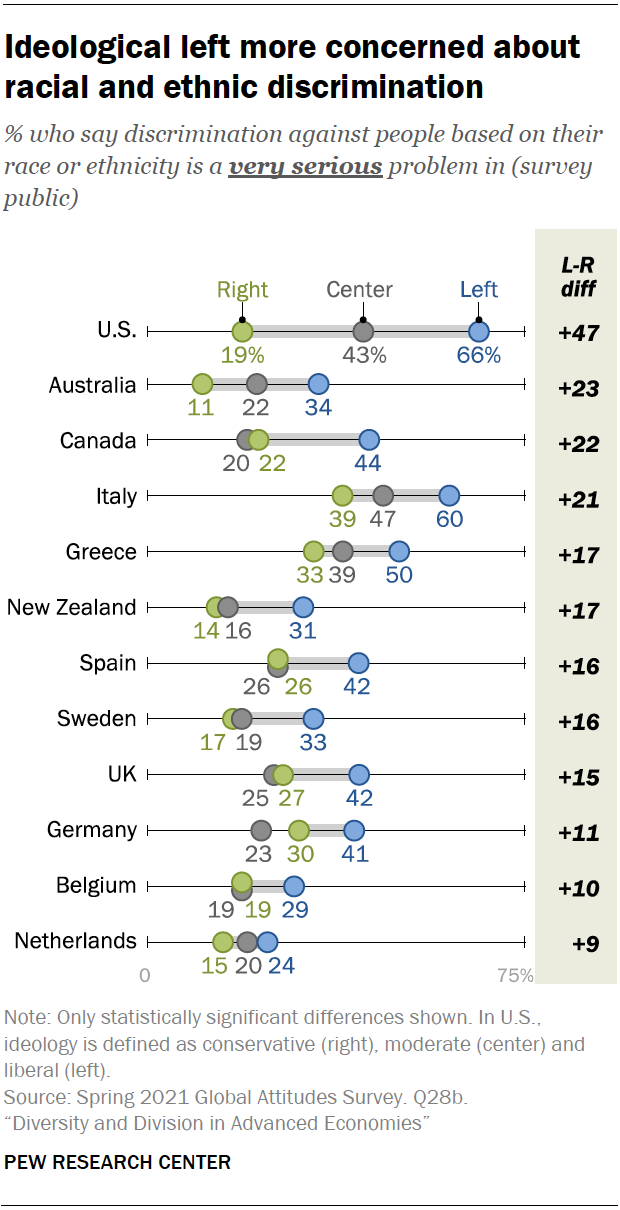 Ideological left more concerned about
racial and ethnic discrimination
% who say discrimination against people based on their
race or ethnicity is a very serious problem in (survey
public)
L-R
diff
Right Center Left
U.S. +47
19% 43% 66%
Australia +23
11 22 34
Canada +22
20 22 44
Italy +21
39 47 60
Greece +17
33 39 50
New Zealand +17
14 16 31
Spain +16
26 26 42
Sweden +16
17 19 33
UK +15
25 27 42
Germany +11
23 30 41
Belgium +10
19 19 29
Netherlands +9
15 20 24
0 75%
Note: Only statistically significant differences shown. In U.S.,
ideology is defined as conservative (right), moderate (center) and
liberal (left).
Source: Spring 2021 Global Attitudes Survey. Q28b.
“Diversity and Division in Advanced Economies”
PEW RESEARCH CENTER